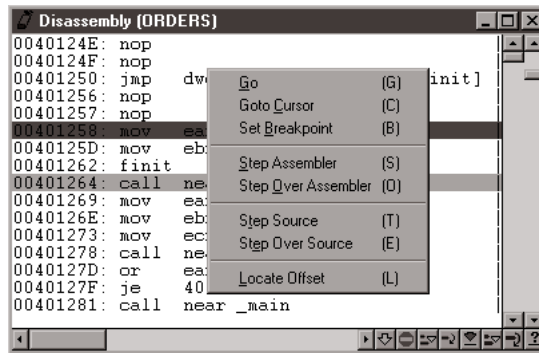 Disassembly (ORDERS)
0040124E: nop
0040124F: nop
00401250: jmp init]
00401256: nop
00401257: nop
00401258: mov
0040125D: mov
00401262: finit
00401264: call
00401269: mov
0040126E: mov
00401273: mov
00401278: call
0040127D: or
0040127F: je 40
00401281: call near _main
Go (G)
Goto Cursor (C)
Set Breakpoint (B)
Step Assembler (S)
Step Over Assembler (O)
Step Source (T)
Step Over Source (E)
Locate Offset (L)